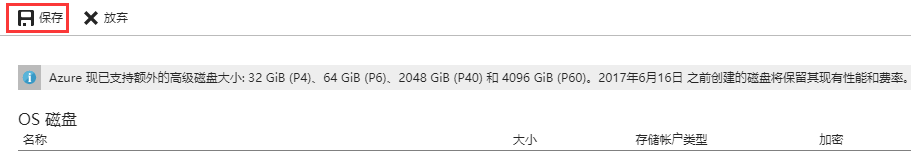 保存 放弃
Azure 现已支持额外的高级磁盘大小: 32 GiB (P4)、64 GiB (P6)、2048 GiB (P40) 和 4096 GiB (P60)。2017年6月16日 之前创建的磁盘将保留其现有性能和费率。
OS 磁盘
名称 大小 存储帐户类型 加密